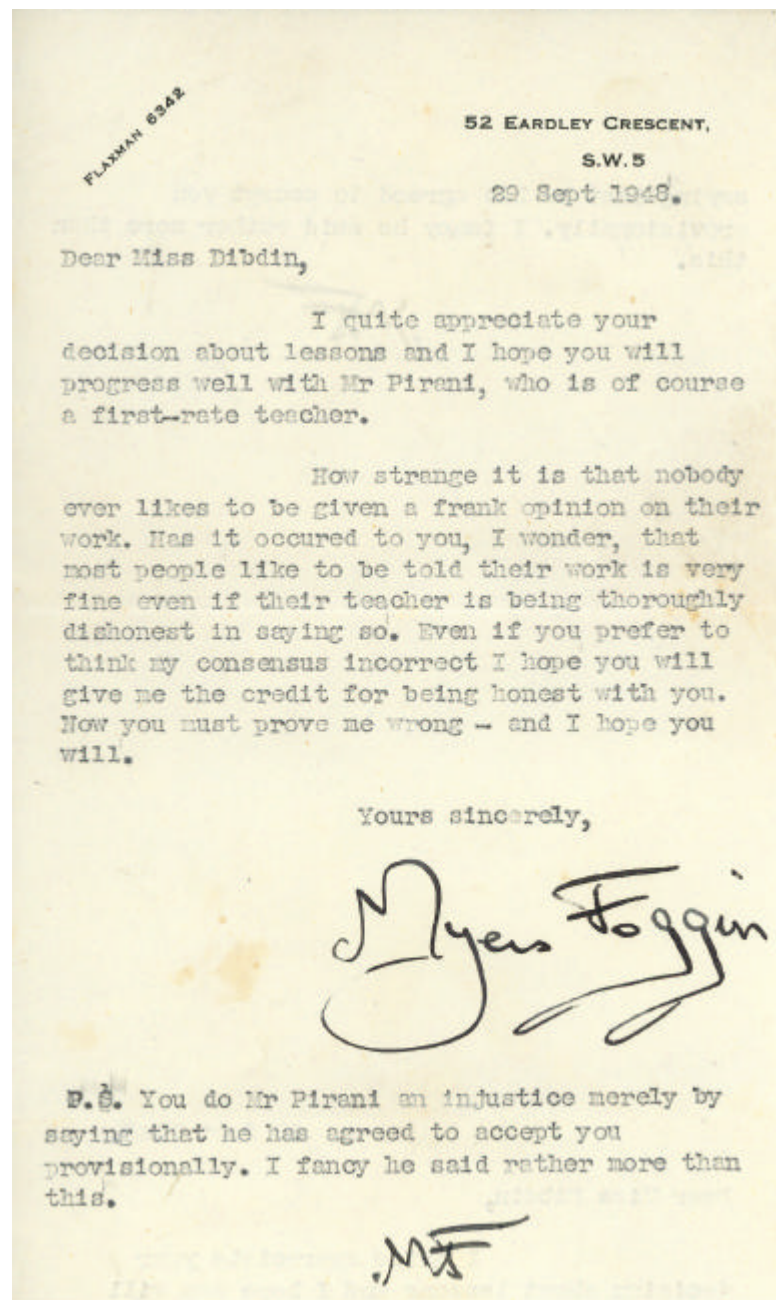 FLAXMAN 6342
52 EARDLEY CRESCENT,
S.W.5
29 Sept 1948.
Dear Miss Dibdin,
I quite appreciate your
decision about lessons and I hope you will
progress well with Mr Pirani, who is of course
a first-rate teacher.
How strange it is that nobody
ever likes to be given a frank opinion on their
work. Has it occured to you, I wonder, that
most people like to be told their work is very
fine even if their teacher is being thoroughly
dishonest in saying so. Even if you prefer to
think my consensus incorrect I hope you will
give me the credit for being honest with you.
Now you must prove me wrong - and I hope you
will.
Yours sincerely,
Myers Foggin
P.S. You do Mr Pirani an injustice merely by
saying that he has agreed to accept you
provisionally. I fancy he said rather more than
this.
MF